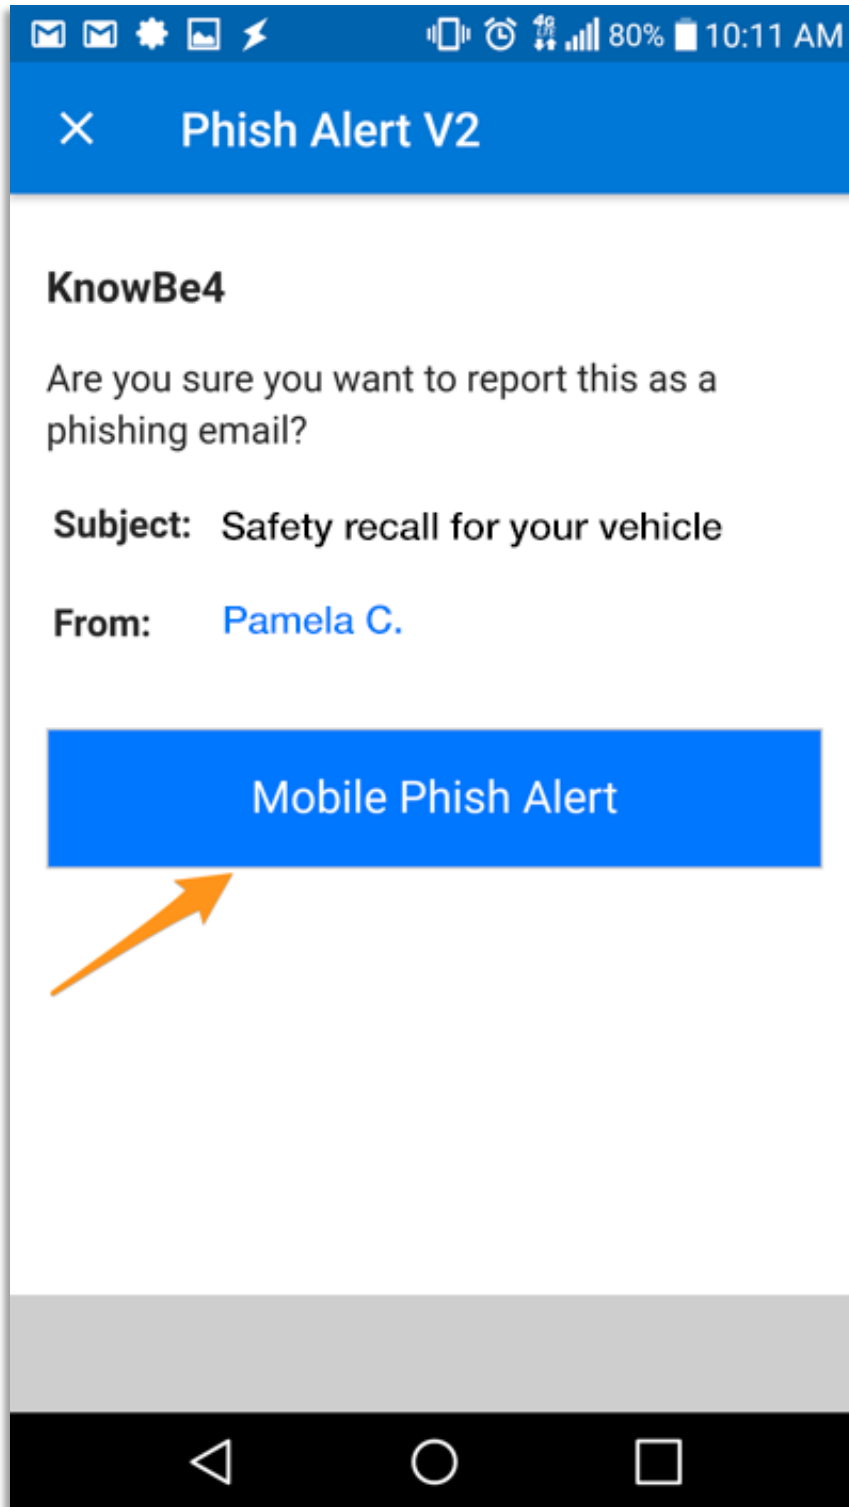 80% 10:11 AM
Phish Alert V2
KnowBe4
Are you sure you want to report this as a
phishing email?
Subject: Safety recall for your vehicle
From: Pamela C.
Mobile Phish Alert